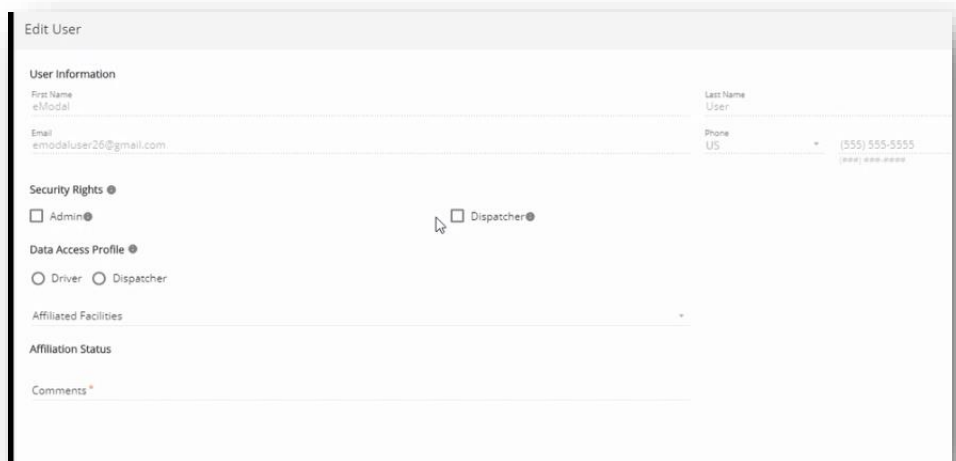 Edit User
User Information
First Name
eModal
Last Name
User
Email
emodaluser26@gmail.com
Phone
US
(555) 555-5555
(###) ###-####
Security Rights
Admin
Dispatcher
Data Access Profile
Driver Dispatcher
Affiliated Facilities
Affiliation Status
Comments *